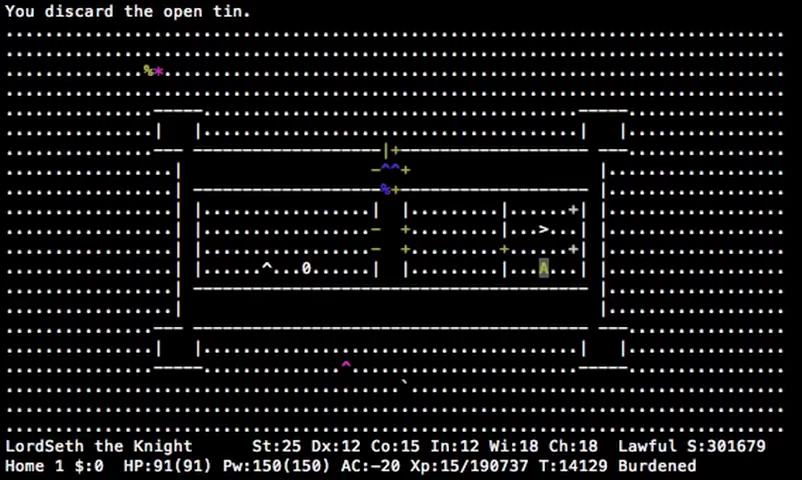 You discard the open tin.
LordSeth the Knight St:25 Dx:12 Co:15 In:12 Wi:18 Ch:18 Lawful S:301679
Home 1 $:0 HP:91(91) Pw:150(150) AC:-20 Xp:15/190737 T:14129 Burdened